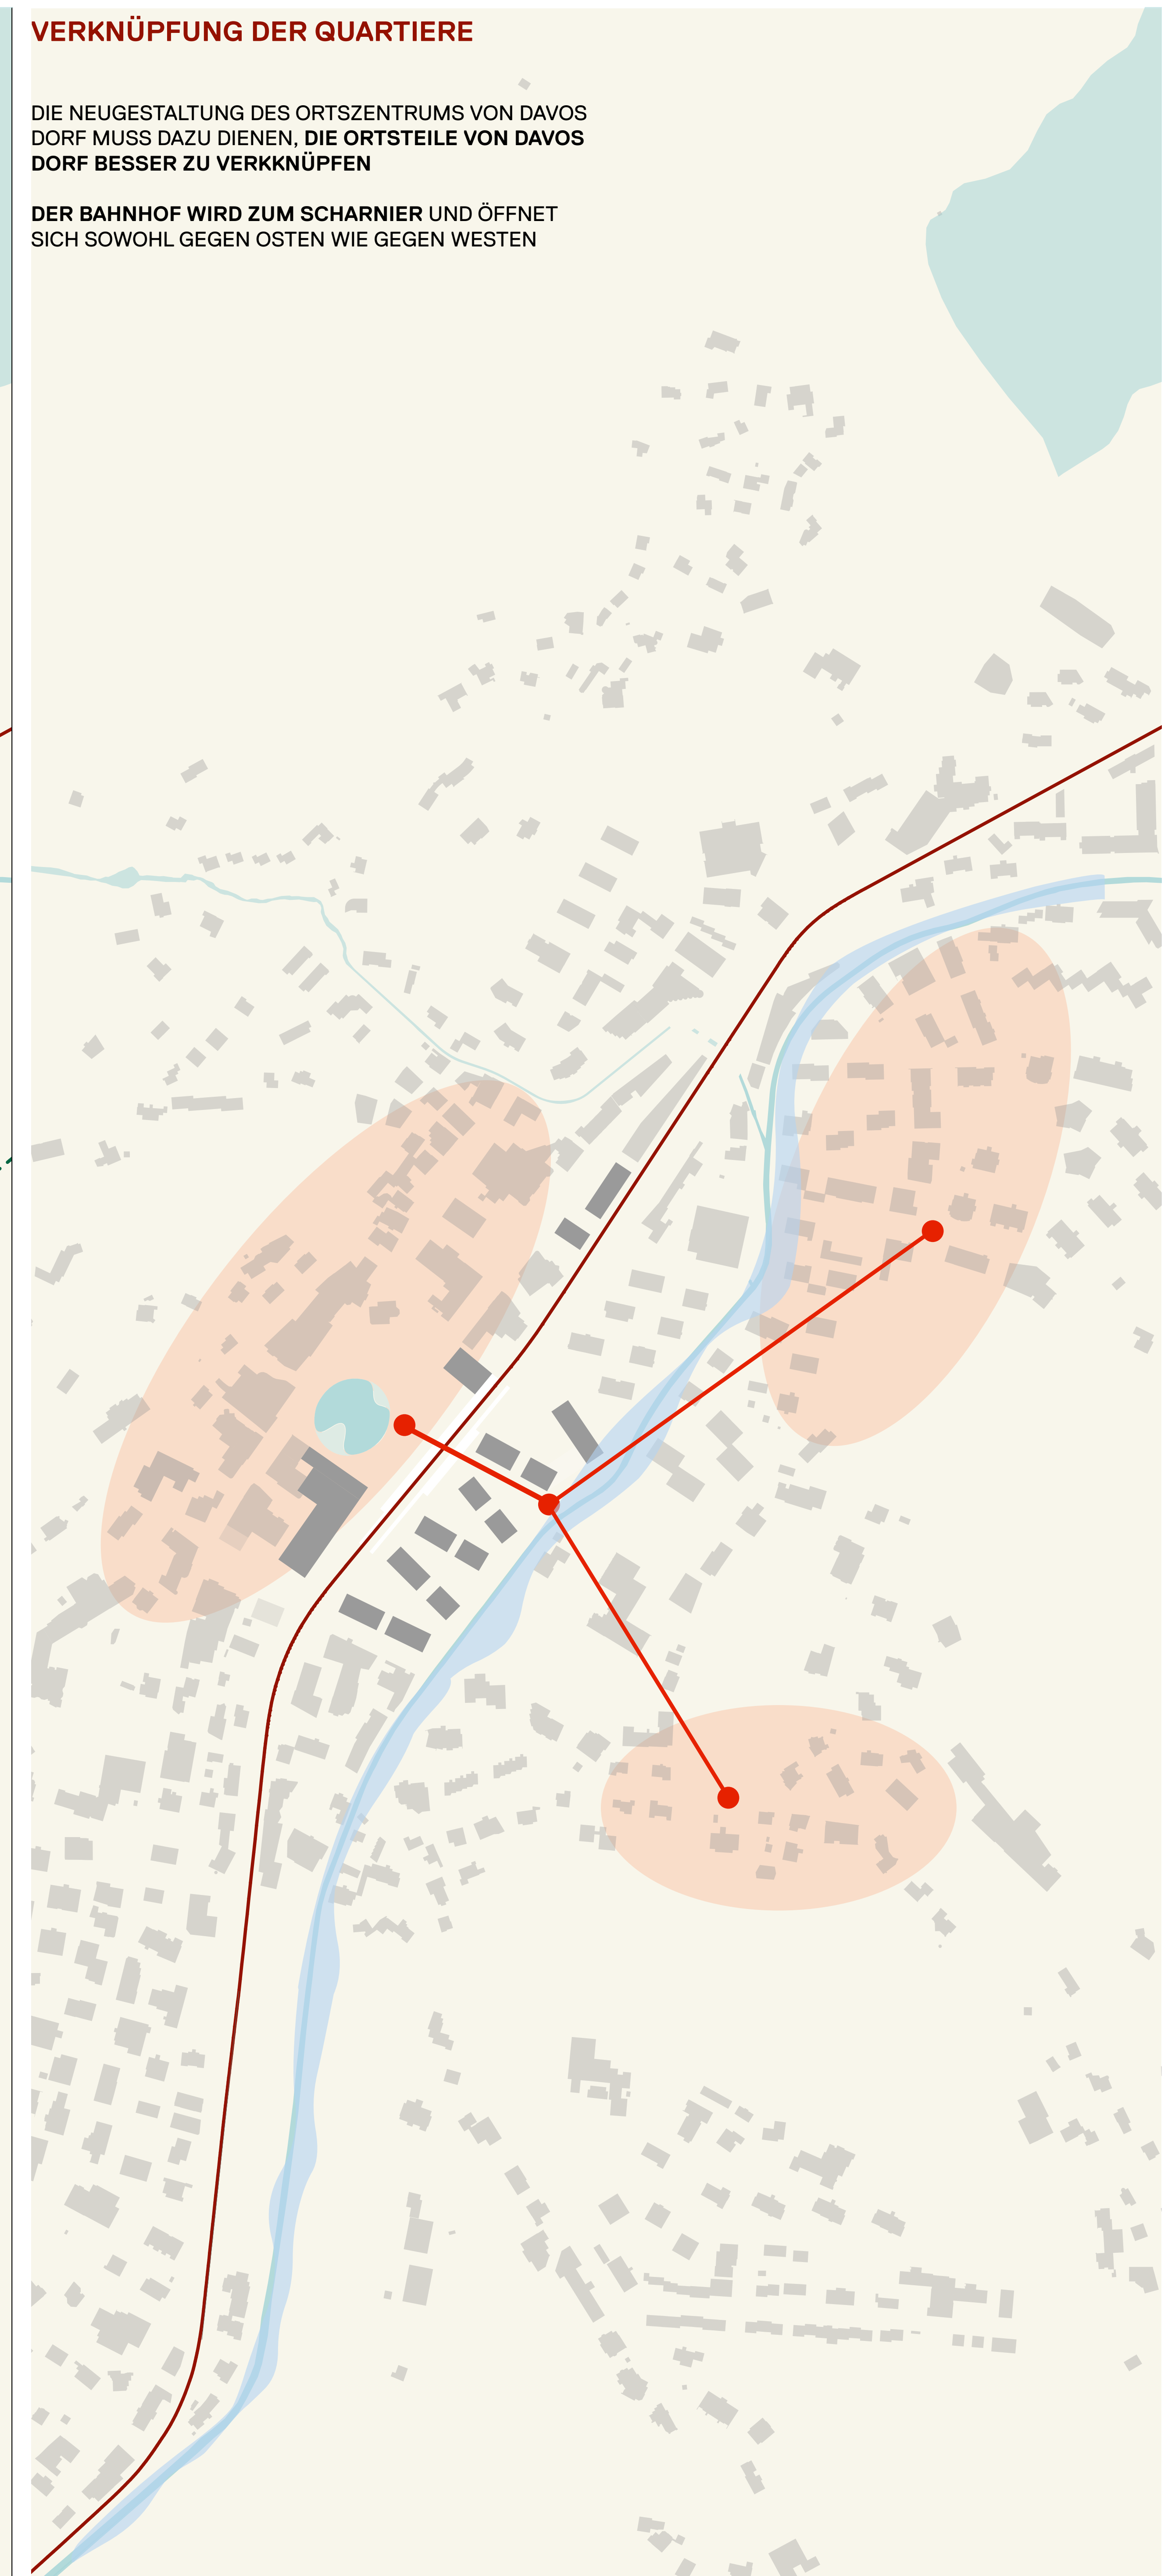 VERKNÜPFUNG DER QUARTIERE
DIE NEUGESTALTUNG DES ORTSZENTRUMS VON DAVOS
DORF MUSS DAZU DIENEN, DIE ORTSTEILE VON DAVOS
DORF BESSER ZU VERKKNÜPFEN
DER BAHNHOF WIRD ZUM SCHARNIER UND ÖFFNET
SICH SOWOHL GEGEN OSTEN WIE GEGEN WESTEN